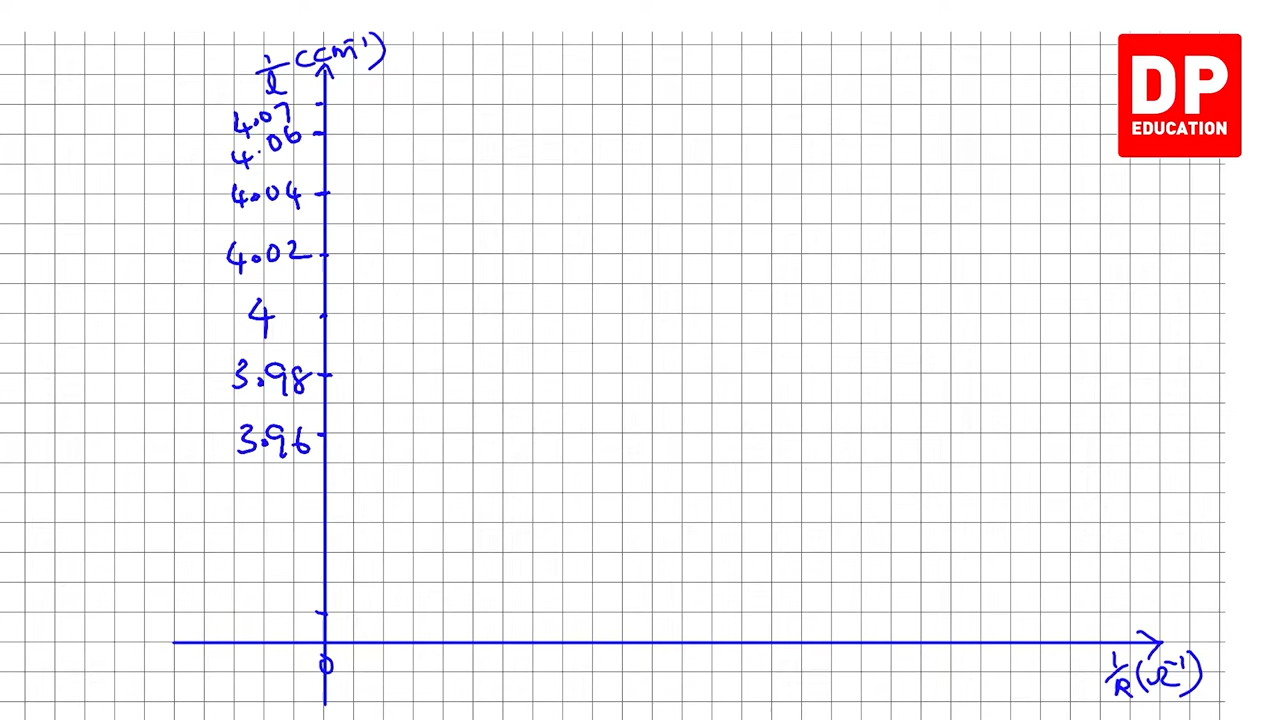 1/l (cm⁻¹)
DP
EDUCATION
4.07
4.06
4.04
4.02
4
3.98
3.96
0
1/R (Ω⁻¹)